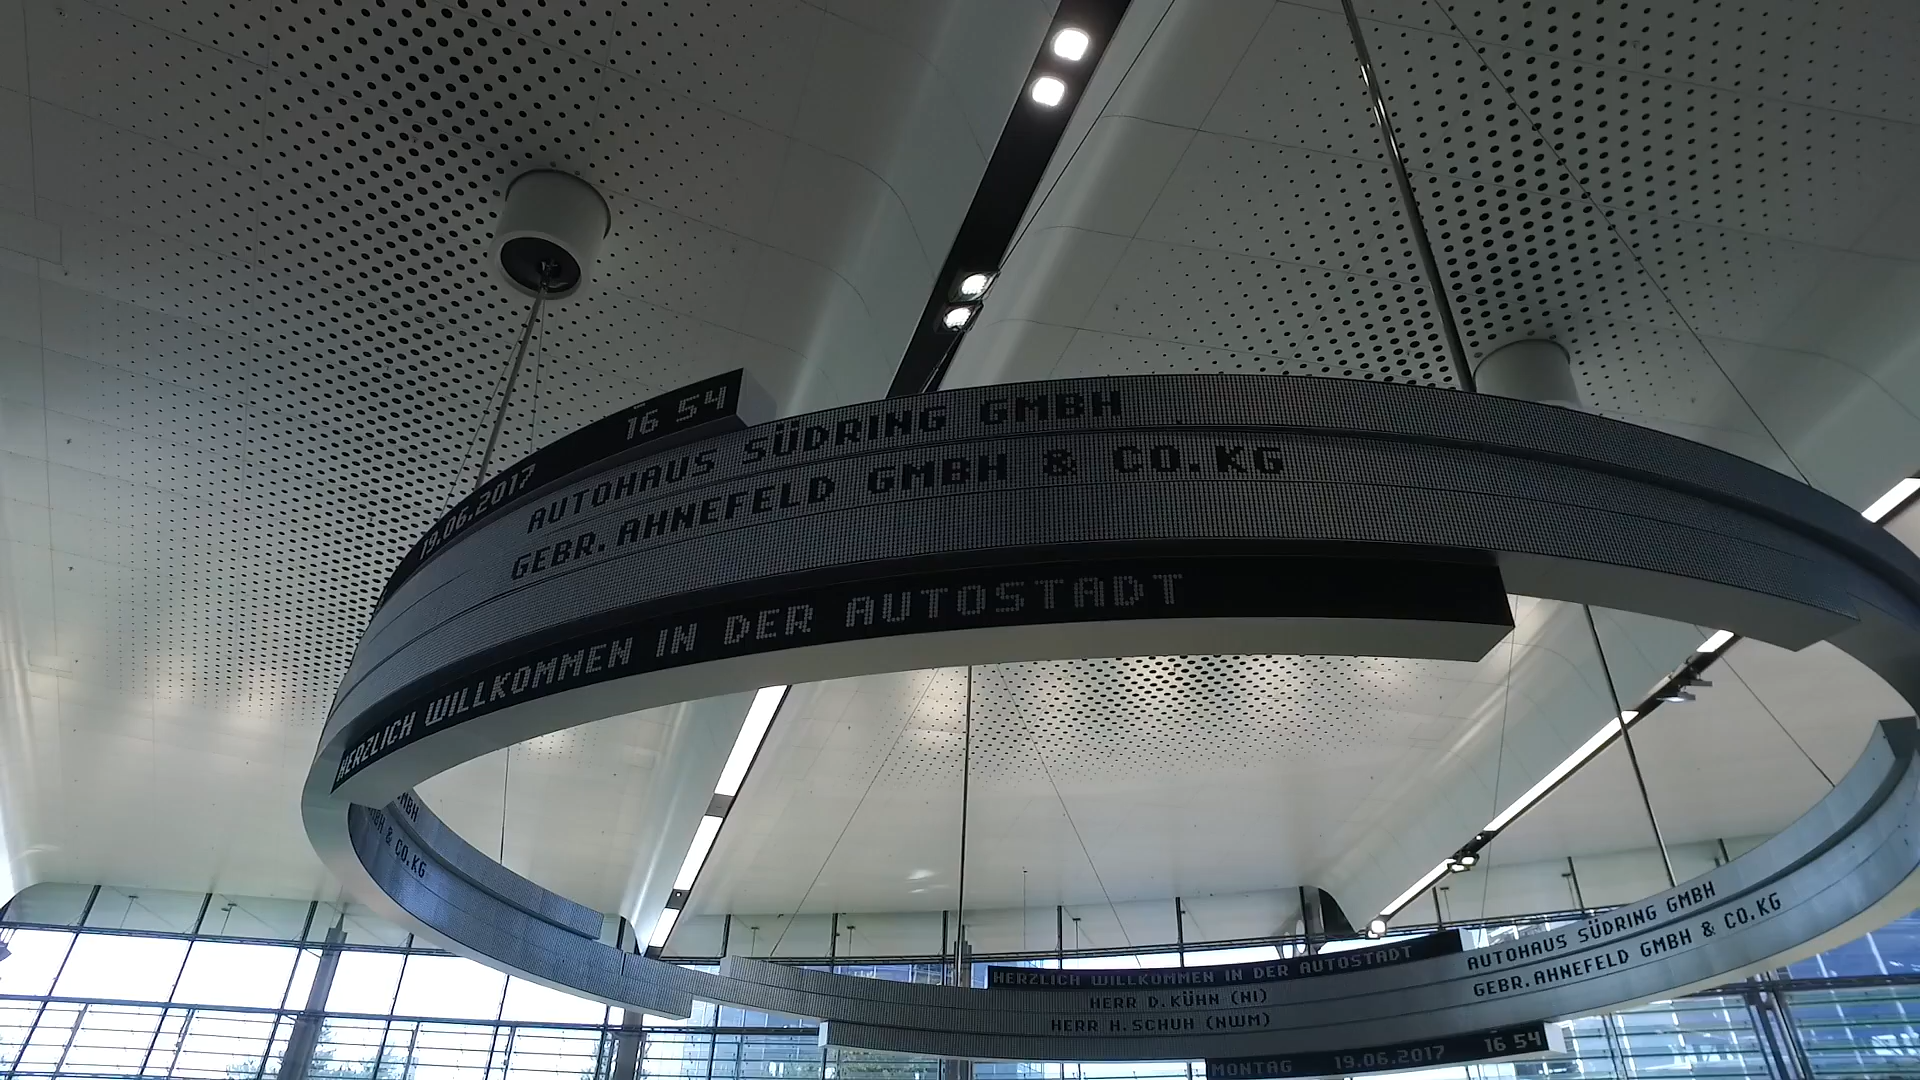 19.06.2017 16 54
AUTOHAUS SÜDRING GMBH
GEBR. AHNEFELD GMBH & CO.KG
HERZLICH WILLKOMMEN IN DER AUTOSTADT
MBH
& CO.KG
HERZLICH WILLKOMMEN IN DER AUTOSTADT
HERR D.KÜHN (NI)
HERR H.SCHUH (NWM)
AUTOHAUS SÜDRING GMBH
GEBR. AHNEFELD GMBH & CO.KG
MONTAG 19.06.2017 16 54